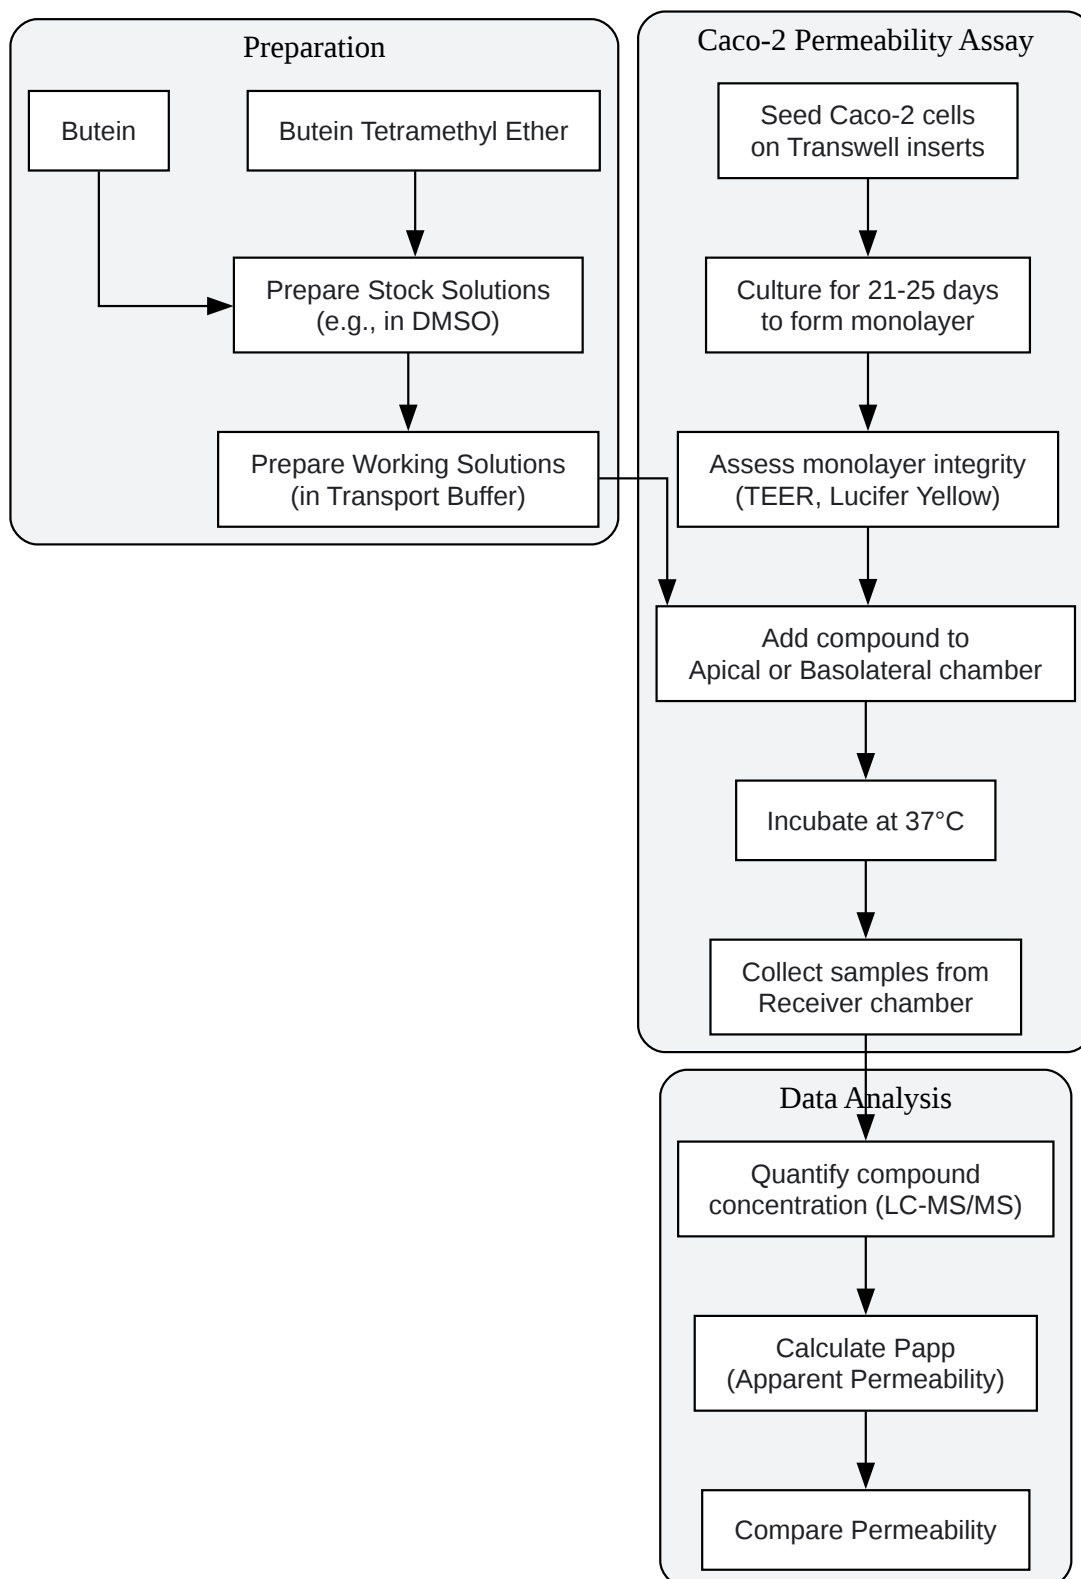 Preparation
Butein
Butein Tetramethyl Ether
Prepare Stock Solutions
(e.g., in DMSO)
Prepare Working Solutions
(in Transport Buffer)
Caco-2 Permeability Assay
Seed Caco-2 cells
on Transwell inserts
Culture for 21-25 days
to form monolayer
Assess monolayer integrity
(TEER, Lucifer Yellow)
Add compound to
Apical or Basolateral chamber
Incubate at 37°C
Collect samples from
Receiver chamber
Data Analysis
Quantify compound
concentration (LC-MS/MS)
Calculate Papp
(Apparent Permeability)
Compare Permeability